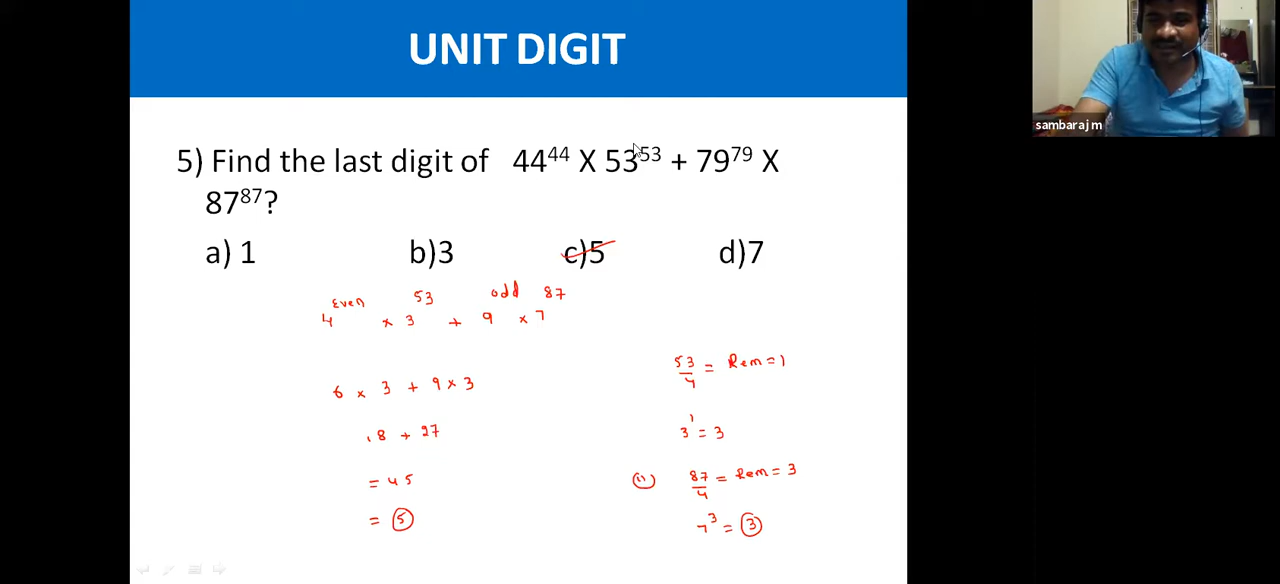 UNIT DIGIT
sambaraj m
5) Find the last digit of 44⁴⁴ X 53⁵³ + 79⁷⁹ X
87⁸⁷?
a) 1 b)3 c)5 d)7
4^even × 3^53 + 9^odd × 7^87
53/4 = Rem = 1
6 × 3 + 9 × 3
18 + 27
3¹ = 3
= 45
(ii) 87/4 = Rem = 3
= 5
7³ = 3